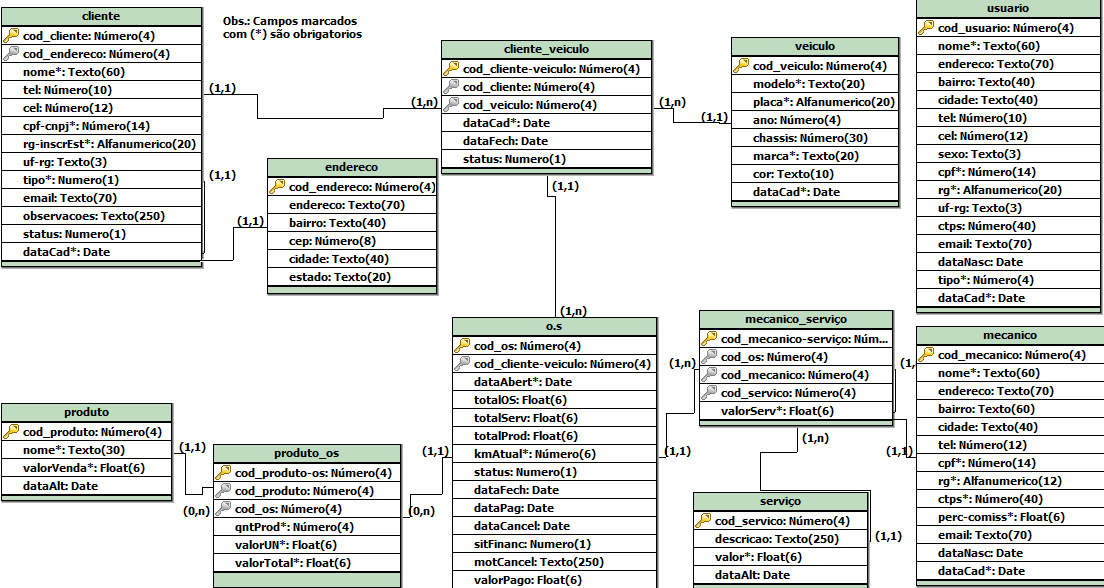 cliente
cod_cliente: Número(4)
cod_endereco: Número(4)
nome*: Texto(60)
tel: Número(10)
cel: Número(12)
cpf-cnpj*: Número(14)
rg-inscrEst*: Alfanumerico(20)
uf-rg: Texto(3)
tipo*: Numero(1)
email: Texto(70)
observacoes: Texto(250)
status: Numero(1)
dataCad*: Date
Obs.: Campos marcados
com (*) são obrigatorios
(1,1)
(1,n)
(1,1)
(1,1)
endereco
cod_endereco: Número(4)
endereco: Texto(70)
bairro: Texto(40)
cep: Número(8)
cidade: Texto(40)
estado: Texto(20)
cliente_veiculo
cod_cliente-veiculo: Número(4)
cod_cliente: Número(4)
cod_veiculo: Número(4)
dataCad*: Date
dataFech: Date
status: Numero(1)
(1,n)
(1,1)
(1,1)
(1,n)
veiculo
cod_veiculo: Número(4)
modelo*: Texto(20)
placa*: Alfanumerico(20)
ano: Número(4)
chassis: Número(30)
marca*: Texto(20)
cor: Texto(10)
dataCad*: Date
usuario
cod_usuario: Número(4)
nome*: Texto(60)
endereco: Texto(70)
bairro: Texto(40)
cidade: Texto(40)
tel: Número(10)
cel: Número(12)
sexo: Texto(3)
cpf*: Número(14)
rg*: Alfanumérico(20)
uf-rg: Texto(3)
ctps: Número(40)
email: Texto(70)
dataNasc: Date
tipo*: Número(4)
dataCad*: Date
produto
cod_produto: Número(4)
nome*: Texto(30)
valorVenda*: Float(6)
dataAlt: Date
(1,1)
(0,n)
produto_os
cod_produto-os: Número(4)
cod_produto: Número(4)
cod_os: Número(4)
qntProd*: Número(4)
valorUN*: Float(6)
valorTotal*: Float(6)
(1,1)
(0,n)
o.s
cod_os: Número(4)
cod_cliente-veiculo: Número(4)
dataAbert*: Date
totalOS: Float(6)
totalServ: Float(6)
totalProd: Float(6)
kmAtual*: Número(6)
status: Numero(1)
dataFech: Date
dataPag: Date
dataCancel: Date
sitFinanc: Numero(1)
motCancel: Texto(250)
valorPago: Float(6)
(1,n)
(1,1)
mecanico_serviço
cod_mecanico-serviço: Núm...
cod_os: Número(4)
cod_mecanico: Número(4)
cod_servico: Número(4)
valorServ*: Float(6)
(1,
(1,1)
(1,n)
(1,1)
serviço
cod_servico: Número(4)
descricao: Texto(250)
valor*: Float(6)
dataAlt: Date
mecanico
cod_mecanico: Número(4)
nome*: Texto(60)
endereco: Texto(70)
bairro: Texto(60)
cidade: Texto(40)
tel: Número(12)
cpf*: Número(14)
rg*: Alfanumerico(12)
ctps*: Número(40)
perc-comiss*: Float(6)
email: Texto(70)
dataNasc: Date
dataCad*: Date